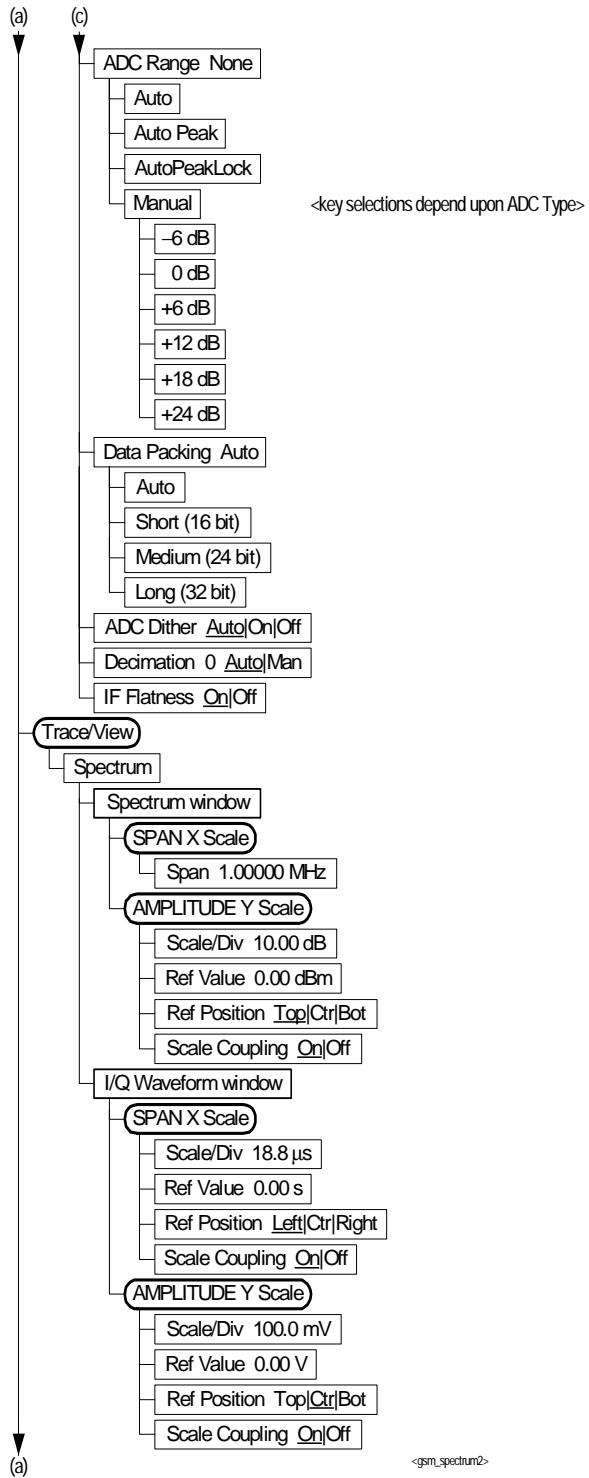 (a) (c)
ADC Range None
Auto
Auto Peak
AutoPeakLock
Manual <key selections depend upon ADC Type>
–6 dB
0 dB
+6 dB
+12 dB
+18 dB
+24 dB
Data Packing Auto
Auto
Short (16 bit)
Medium (24 bit)
Long (32 bit)
ADC Dither Auto|On|Off
Decimation 0 Auto|Man
IF Flatness On|Off
Trace/View
Spectrum
Spectrum window
SPAN X Scale
Span 1.00000 MHz
AMPLITUDE Y Scale
Scale/Div 10.00 dB
Ref Value 0.00 dBm
Ref Position Top|Ctr|Bot
Scale Coupling On|Off
I/Q Waveform window
SPAN X Scale
Scale/Div 18.8 µs
Ref Value 0.00 s
Ref Position Left|Ctr|Right
Scale Coupling On|Off
AMPLITUDE Y Scale
Scale/Div 100.0 mV
Ref Value 0.00 V
Ref Position Top|Ctr|Bot
Scale Coupling On|Off
(a) <gsm_spectrum2>